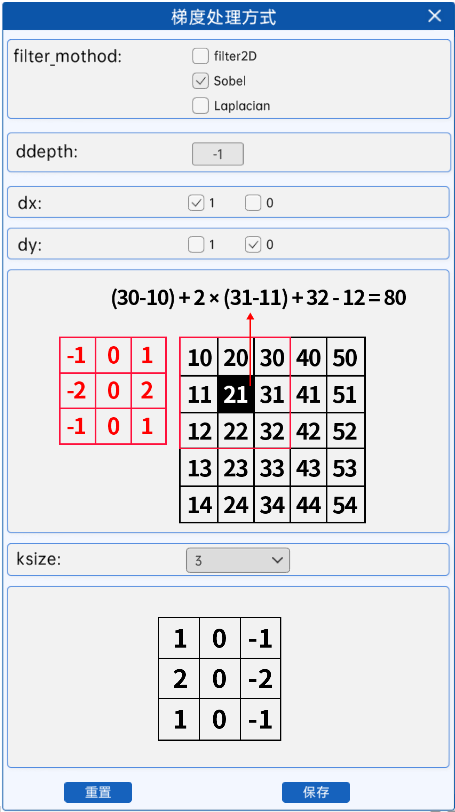 梯度处理方式
filter_mothod:
filter2D
Sobel
Laplacian
ddepth:
-1
dx:
1 0
dy:
1 0
(30-10) + 2 × (31-11) + 32 - 12 = 80
-1 0 1
-2 0 2
-1 0 1
10 20 30 40 50
11 21 31 41 51
12 22 32 42 52
13 23 33 43 53
14 24 34 44 54
ksize:
3
1 0 -1
2 0 -2
1 0 -1
重置
保存